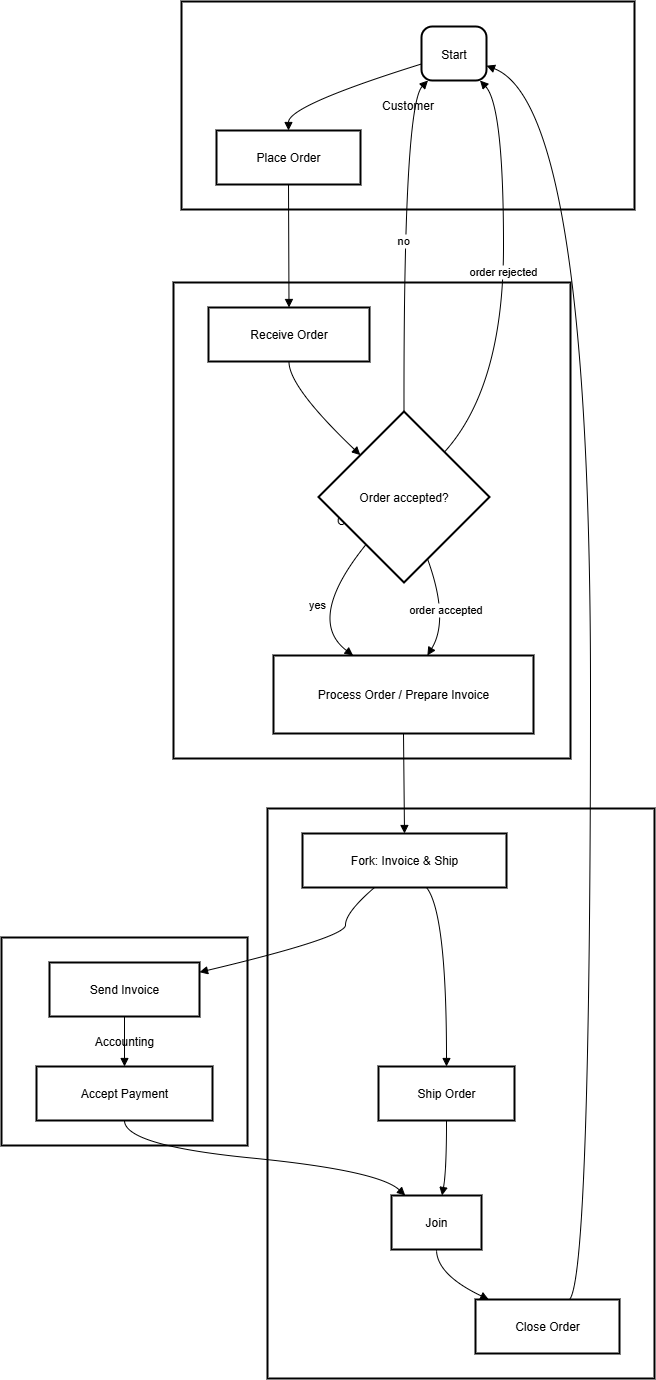 Start
Customer
Place Order
no
order rejected
Receive Order
Order accepted?
yes
order accepted
Process Order / Prepare Invoice
Fork: Invoice & Ship
Send Invoice
Accounting
Accept Payment
Ship Order
Join
Close Order